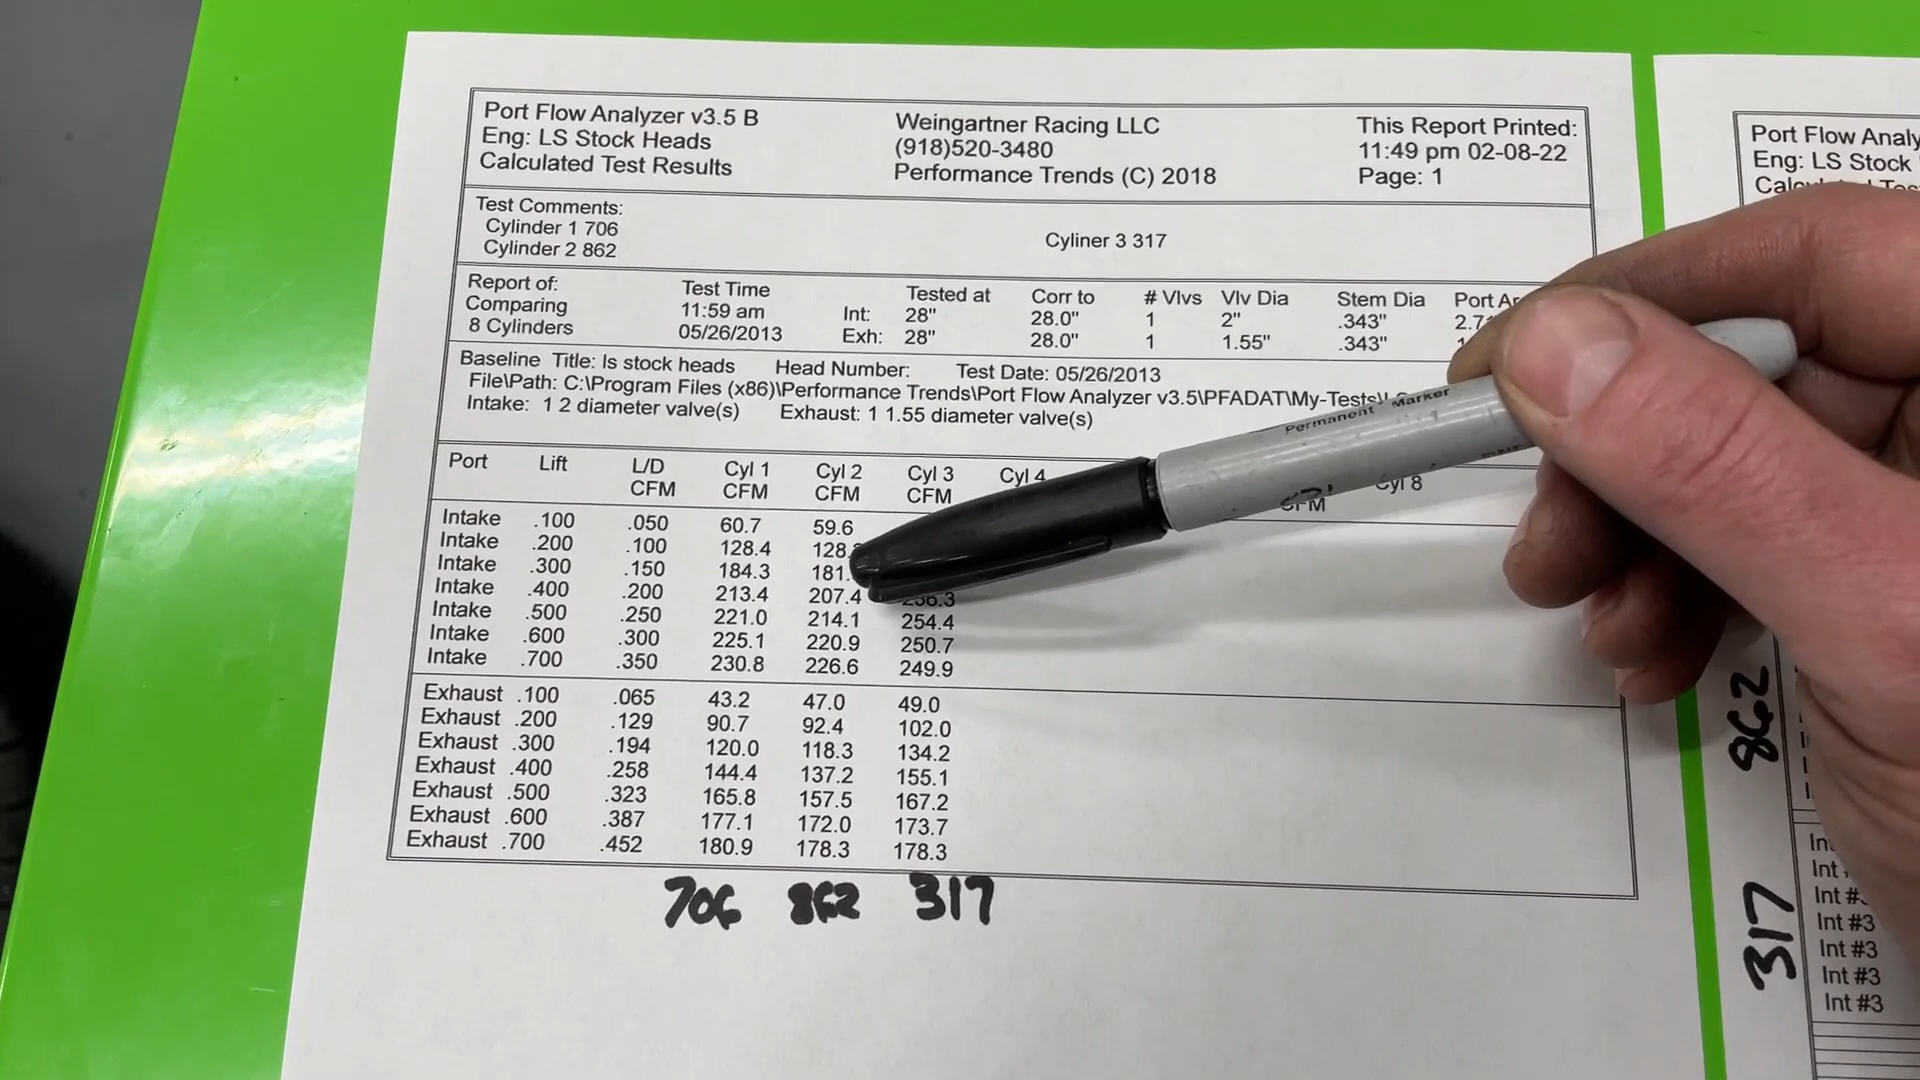 Port Flow Analyzer v3.5 B
Eng: LS Stock Heads
Calculated Test Results
Weingartner Racing LLC
(918)520-3480
Performance Trends (C) 2018
This Report Printed:
11:49 pm 02-08-22
Page: 1
Test Comments:
Cylinder 1 706
Cylinder 2 862
Cyliner 3 317
Report of:
Comparing
8 Cylinders
Test Time
11:59 am
05/26/2013
Tested at Corr to # Vlvs Vlv Dia Stem Dia Port
Int: 28" 28.0" 1 2" .343"
Exh: 28" 28.0" 1 1.55" .343"
Baseline Title: ls stock heads Head Number: Test Date: 05/26/2013
File\Path: C:\Program Files (x86)\Performance Trends\Port Flow Analyzer v3.5\PFADAT\My-Tests\
Intake: 1 2 diameter valve(s) Exhaust: 1 1.55 diameter valve(s)
Port Lift L/D Cyl 1 Cyl 2 Cyl 3 Cyl 4 Cyl 8
CFM CFM CFM CFM CFM
Intake .100 .050 60.7 59.6
Intake .200 .100 128.4
Intake .300 .150 184.3
Intake .400 .200 213.4 207.4
Intake .500 .250 221.0 214.1 254.4
Intake .600 .300 225.1 220.9 250.7
Intake .700 .350 230.8 226.6 249.9
Exhaust .100 .065 43.2 47.0 49.0
Exhaust .200 .129 90.7 92.4 102.0
Exhaust .300 .194 120.0 118.3 134.2
Exhaust .400 .258 144.4 137.2 155.1
Exhaust .500 .323 165.8 157.5 167.2
Exhaust .600 .387 177.1 172.0 173.7
Exhaust .700 .452 180.9 178.3 178.3
706 862 317
Permanent Marker
Port Flow
Eng: LS Stock
862
317
Int
Int #3
Int #3
Int #3
Int #3